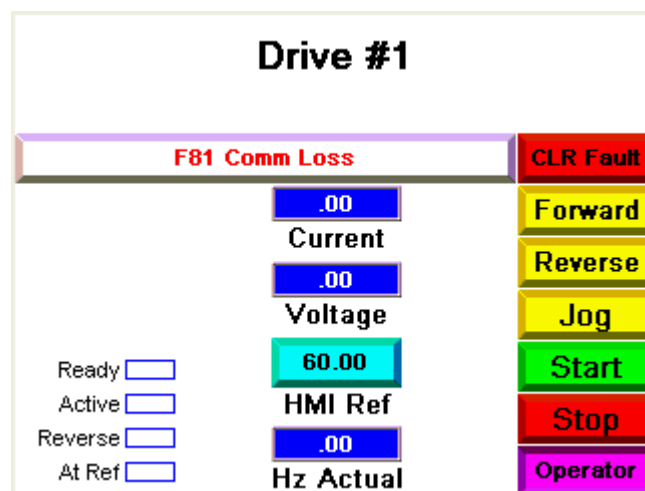 Drive #1
F81 Comm Loss
CLR Fault
.00
Current
Forward
Reverse
.00
Voltage
Jog
60.00
HMI Ref
Start
Ready
Active
Reverse
At Ref
Stop
.00
Hz Actual
Operator